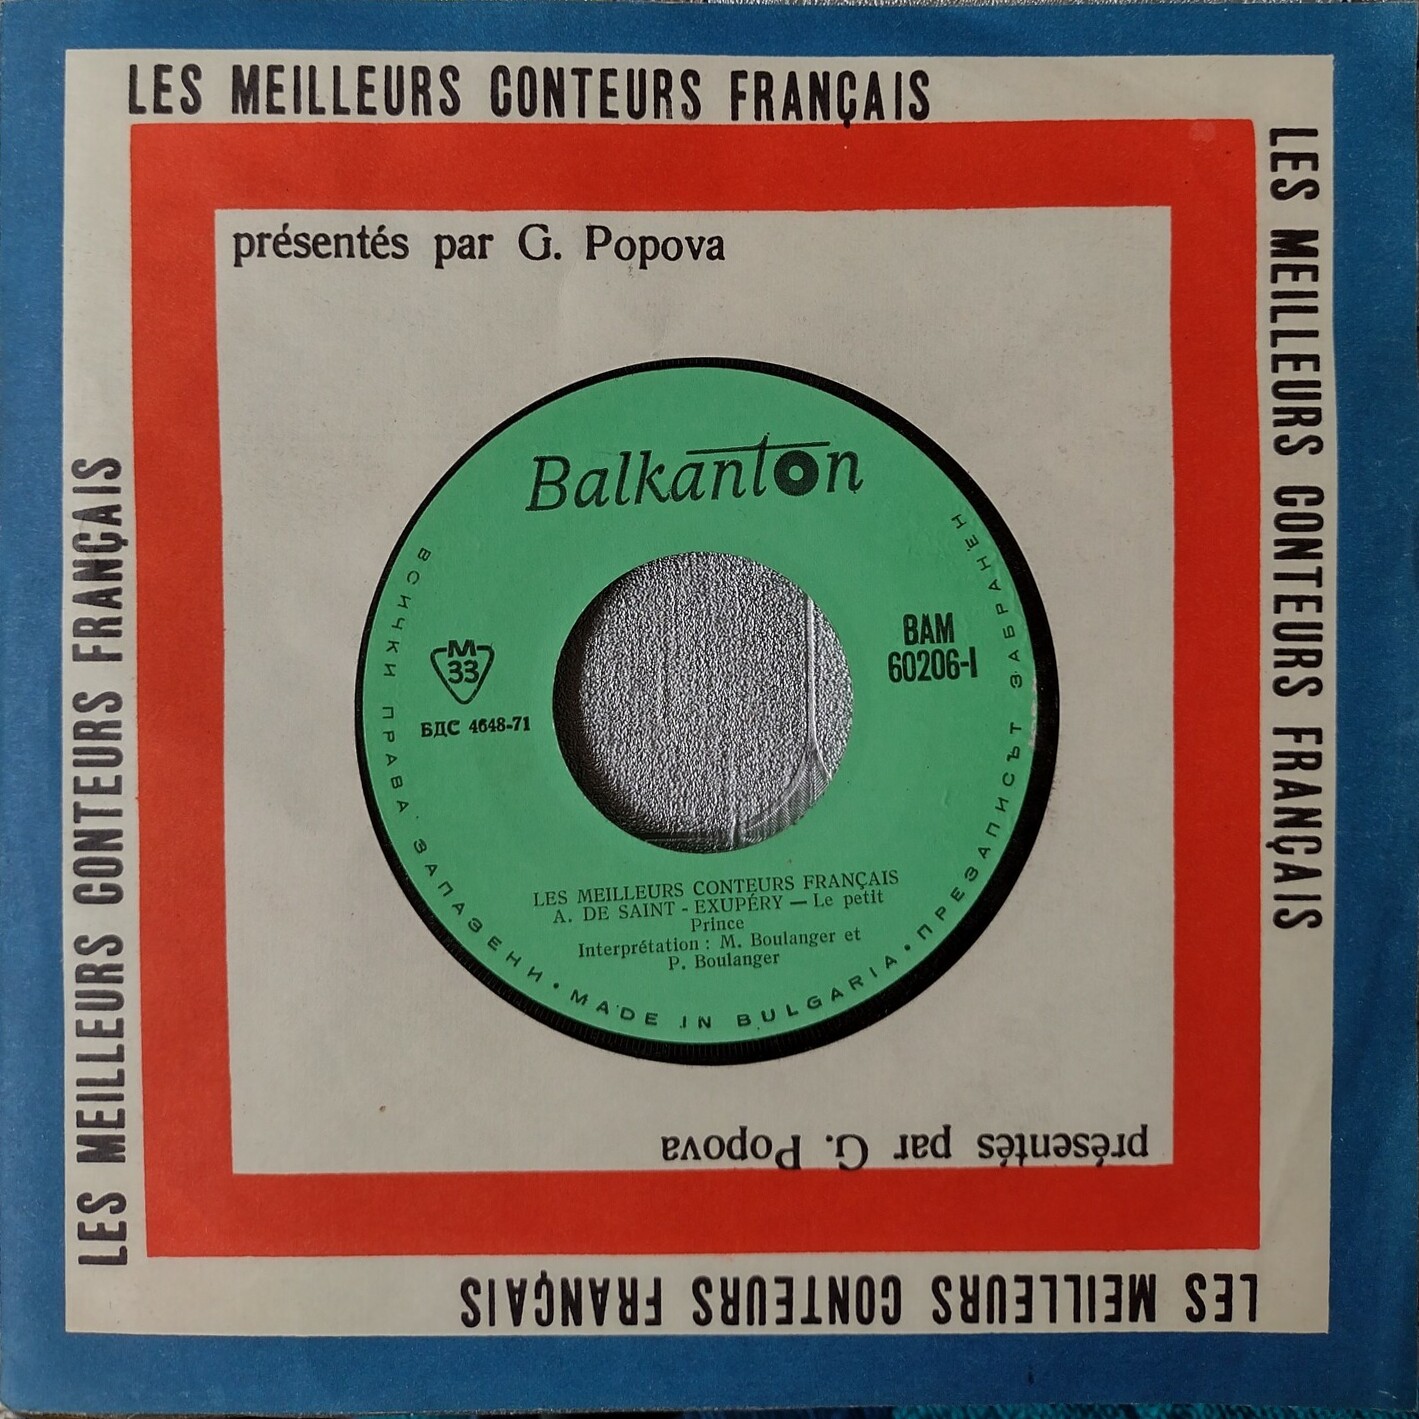 LES MEILLEURS CONTEURS FRANÇAIS
LES MEILLEURS CONTEURS FRANÇAIS
LES MEILLEURS CONTEURS FRANÇAIS
LES MEILLEURS CONTEURS FRANÇAIS
présentés par G. Popova
Balkanton
M
33
БДС 4648-71
BAM
60206-I
LES MEILLEURS CONTEURS FRANÇAIS
A. DE SAINT - EXUPÉRY — Le petit
Prince
Interprétation : M. Boulanger et
P. Boulanger
ВСИЧКИ ПРАВА ЗАПАЗЕНИ • MADE IN BULGARIA • ПРЕЗАПИСЪТ ЗАБРАНЕН
présentés par G. Popova